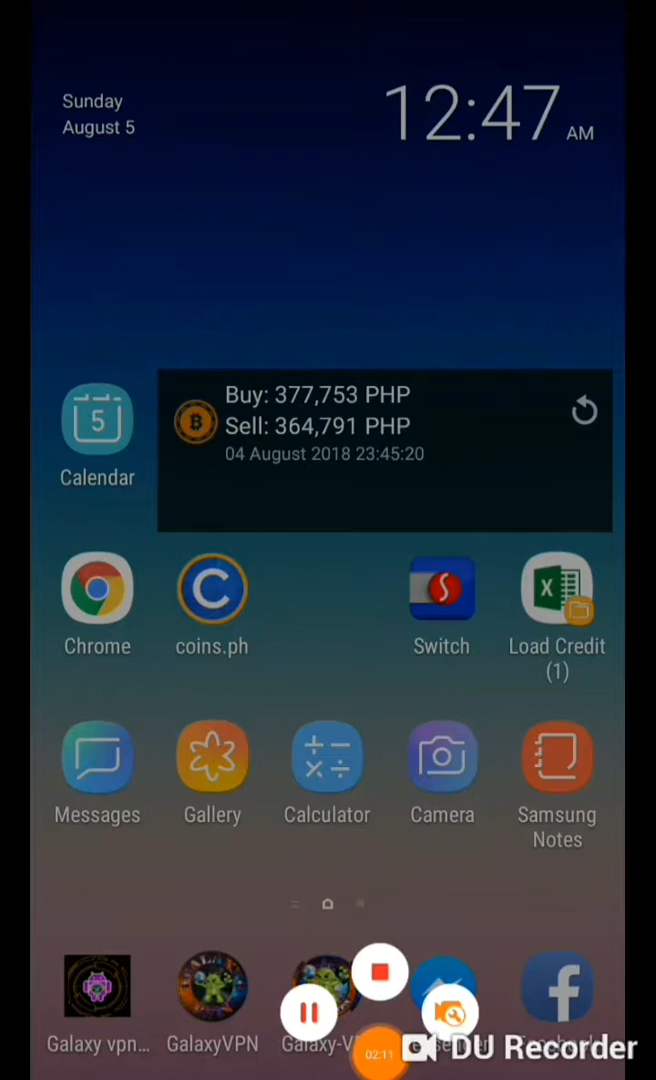 Sunday
August 5
12:47 AM
Buy: 377,753 PHP
Sell: 364,791 PHP
04 August 2018 23:45:20
5
Calendar
Chrome
coins.ph
Switch
Load Credit
(1)
Messages
Gallery
Calculator
Camera
Samsung
Notes
Galaxy vpn...
GalaxyVPN
Galaxy-V
02:11
DU Recorder